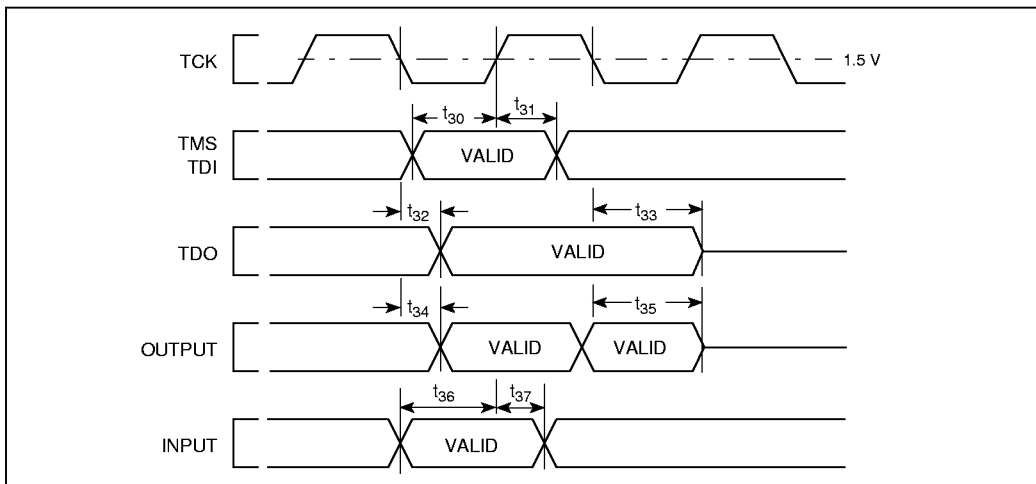 TCK
1.5 V
t30
t31
TMS
TDI
VALID
t32
t33
TDO
VALID
t34
t35
OUTPUT
VALID
VALID
t36
t37
INPUT
VALID